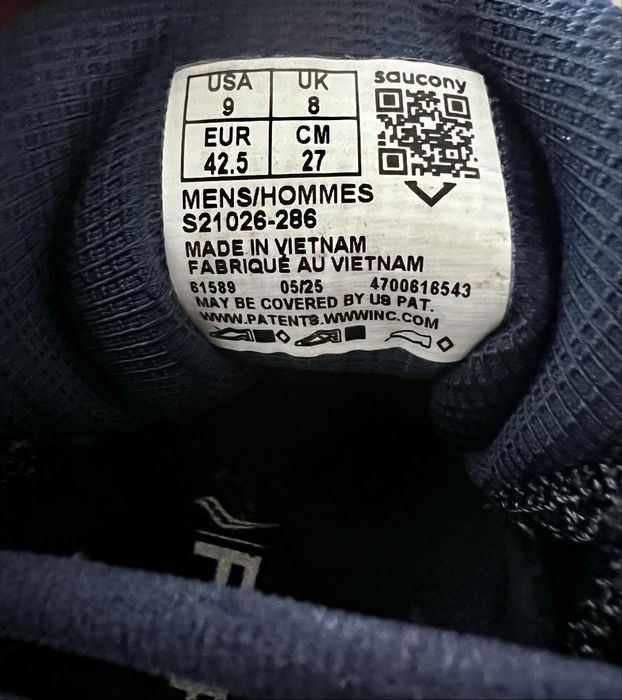 USA UK saucony
9 8
EUR CM
42.5 27
MENS/HOMMES
S21026-286
MADE IN VIETNAM
FABRIQUÉ AU VIETNAM
61589 05/25 4700616543
MAY BE COVERED BY US PAT.
WWW.PATENTS.WWWINC.COM